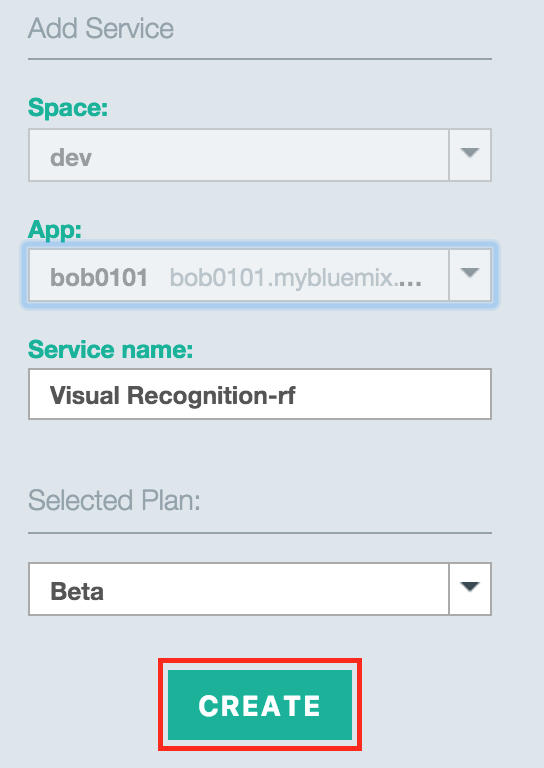 Add Service
Space:
dev
App:
bob0101 bob0101.mybluemix....
Service name:
Visual Recognition-rf
Selected Plan:
Beta
CREATE